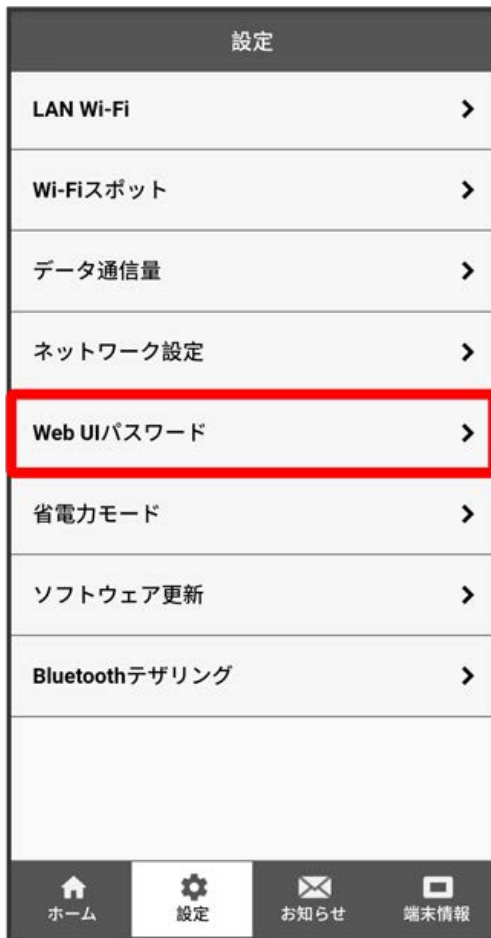 設定
LAN Wi-Fi
Wi-Fiスポット
データ通信量
ネットワーク設定
Web UIパスワード
省電力モード
ソフトウェア更新
Bluetoothテザリング
ホーム
設定
お知らせ
端末情報